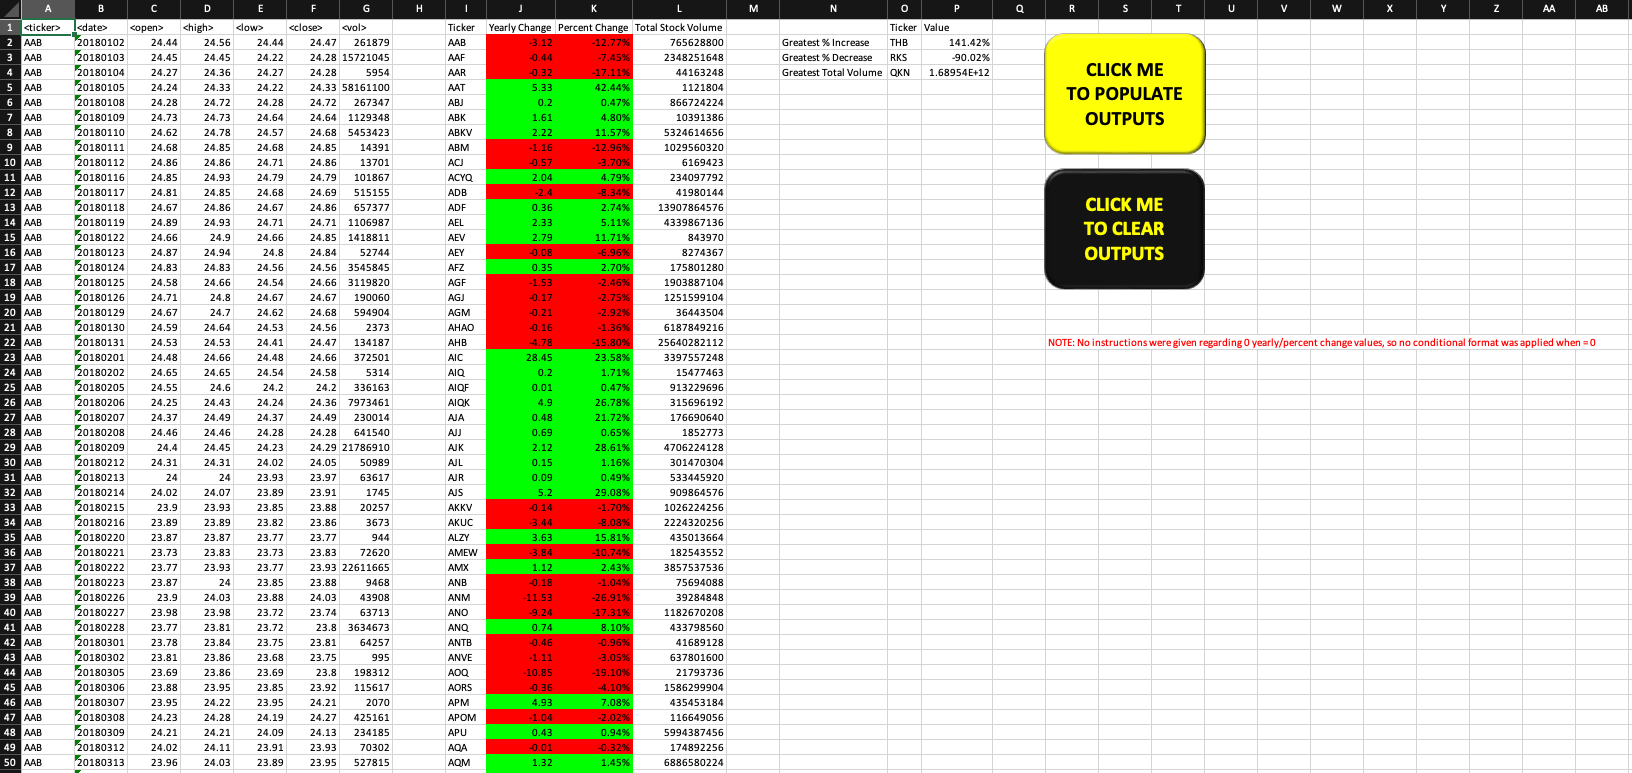 A B C D E F G H I J K L M N O P Q R S T U V W X Y Z AA AB
1 <ticker> <date> <open> <high> <low> <close> <vol> Ticker Yearly Change Percent Change Total Stock Volume Ticker Value
2 AAB 20180102 24.44 24.56 24.44 24.47 261879 AAB -3.12 -12.77% 765628800 Greatest % Increase THB 141.42%
3 AAB 20180103 24.45 24.45 24.22 24.28 15721045 AAF -0.44 -7.45% 2348251648 Greatest % Decrease RKS -90.02%
4 AAB 20180104 24.27 24.36 24.27 24.28 5954 AAR -0.32 -17.11% 44163248 Greatest Total Volume QKN 1.68954E+12
5 AAB 20180105 24.24 24.33 24.22 24.33 58161100 AAT 5.33 42.44% 1121804
6 AAB 20180108 24.28 24.72 24.28 24.72 267347 ABJ 0.2 0.47% 866724224
7 AAB 20180109 24.73 24.73 24.64 24.64 1129348 ABK 1.61 4.80% 10391386
8 AAB 20180110 24.62 24.78 24.57 24.68 5453423 ABKV 2.22 11.57% 5324614656
9 AAB 20180111 24.68 24.85 24.68 24.85 14391 ABM -1.16 -12.96% 1029560320
10 AAB 20180112 24.86 24.86 24.71 24.86 13701 ACJ -0.57 -3.70% 6169423
11 AAB 20180116 24.85 24.93 24.79 24.79 101867 ACYQ 2.04 4.79% 234097792
12 AAB 20180117 24.81 24.85 24.68 24.69 515155 ADB -2.4 -8.34% 41980144
13 AAB 20180118 24.67 24.86 24.67 24.86 657377 ADF 0.36 2.74% 13907864576
14 AAB 20180119 24.89 24.93 24.71 24.71 1106987 AEL 2.33 5.11% 4339867136
15 AAB 20180122 24.66 24.9 24.66 24.85 1418811 AEV 2.79 11.71% 843970
16 AAB 20180123 24.87 24.94 24.8 24.84 52744 AEY -0.08 -6.96% 8274367
17 AAB 20180124 24.83 24.83 24.56 24.56 3545845 AFZ 0.35 2.70% 175801280
18 AAB 20180125 24.58 24.66 24.54 24.66 3119820 AGF -1.53 -2.46% 1903887104
19 AAB 20180126 24.71 24.8 24.67 24.67 190060 AGJ -0.17 -2.75% 1251599104
20 AAB 20180129 24.67 24.7 24.62 24.68 594904 AGM -0.21 -2.92% 36443504
21 AAB 20180130 24.59 24.64 24.53 24.56 2373 AHAO -0.16 -1.36% 6187849216
22 AAB 20180131 24.53 24.53 24.41 24.47 134187 AHB -4.78 -15.80% 25640282112
23 AAB 20180201 24.48 24.66 24.48 24.66 372501 AIC 28.45 23.58% 3397557248
24 AAB 20180202 24.65 24.65 24.54 24.58 5314 AIQ 0.2 1.71% 15477463
25 AAB 20180205 24.55 24.6 24.2 24.2 336163 AIQF 0.01 0.47% 913229696
26 AAB 20180206 24.25 24.43 24.24 24.36 7973461 AIQK 4.9 26.78% 315696192
27 AAB 20180207 24.37 24.49 24.37 24.49 230014 AJA 0.48 21.72% 176690640
28 AAB 20180208 24.46 24.46 24.28 24.28 641540 AJJ 0.69 0.65% 1852773
29 AAB 20180209 24.4 24.45 24.23 24.29 21786910 AJK 2.12 28.61% 4706224128
30 AAB 20180212 24.31 24.31 24.02 24.05 50989 AJL 0.15 1.16% 301470304
31 AAB 20180213 24 24 23.93 23.97 63617 AJR 0.09 0.49% 533445920
32 AAB 20180214 24.02 24.07 23.89 23.91 1745 AJS 5.2 29.08% 909864576
33 AAB 20180215 23.9 23.93 23.85 23.88 20257 AKKV -0.14 -1.70% 1026224256
34 AAB 20180216 23.89 23.89 23.82 23.86 3673 AKUC -3.44 -8.08% 2224320256
35 AAB 20180220 23.87 23.87 23.77 23.77 944 ALZY 3.63 15.81% 435013664
36 AAB 20180221 23.73 23.83 23.73 23.83 72620 AMEW -3.84 -10.74% 182543552
37 AAB 20180222 23.77 23.93 23.77 23.93 22611665 AMX 1.12 2.43% 3857537536
38 AAB 20180223 23.87 24 23.85 23.88 9468 ANB -0.18 -1.04% 75694088
39 AAB 20180226 23.9 24.03 23.88 24.03 43908 ANM -11.53 -26.91% 39284848
40 AAB 20180227 23.98 23.98 23.72 23.74 63713 ANO -9.24 -17.31% 1182670208
41 AAB 20180228 23.77 23.81 23.72 23.8 3634673 ANQ 0.74 8.10% 433798560
42 AAB 20180301 23.78 23.84 23.75 23.81 64257 ANTB -0.46 -0.96% 41689128
43 AAB 20180302 23.81 23.86 23.68 23.75 995 ANVE -1.11 -3.05% 637801600
44 AAB 20180305 23.69 23.86 23.69 23.8 198312 AOQ -10.85 -19.10% 21793736
45 AAB 20180306 23.88 23.95 23.85 23.92 115617 AORS -0.36 -4.10% 1586299904
46 AAB 20180307 23.95 24.22 23.95 24.21 2070 APM 4.93 7.08% 435453184
47 AAB 20180308 24.23 24.28 24.19 24.27 425161 APOM -1.04 -2.02% 116649056
48 AAB 20180309 24.21 24.21 24.09 24.13 234185 APU 0.43 0.94% 5994387456
49 AAB 20180312 24.02 24.11 23.91 23.93 70302 AQA -0.01 -0.32% 174892256
50 AAB 20180313 23.96 24.03 23.89 23.95 527815 AQM 1.32 1.45% 6886580224
CLICK ME
TO POPULATE
OUTPUTS
CLICK ME
TO CLEAR
OUTPUTS
NOTE: No instructions were given regarding 0 yearly/percent change values, so no conditional format was applied when = 0